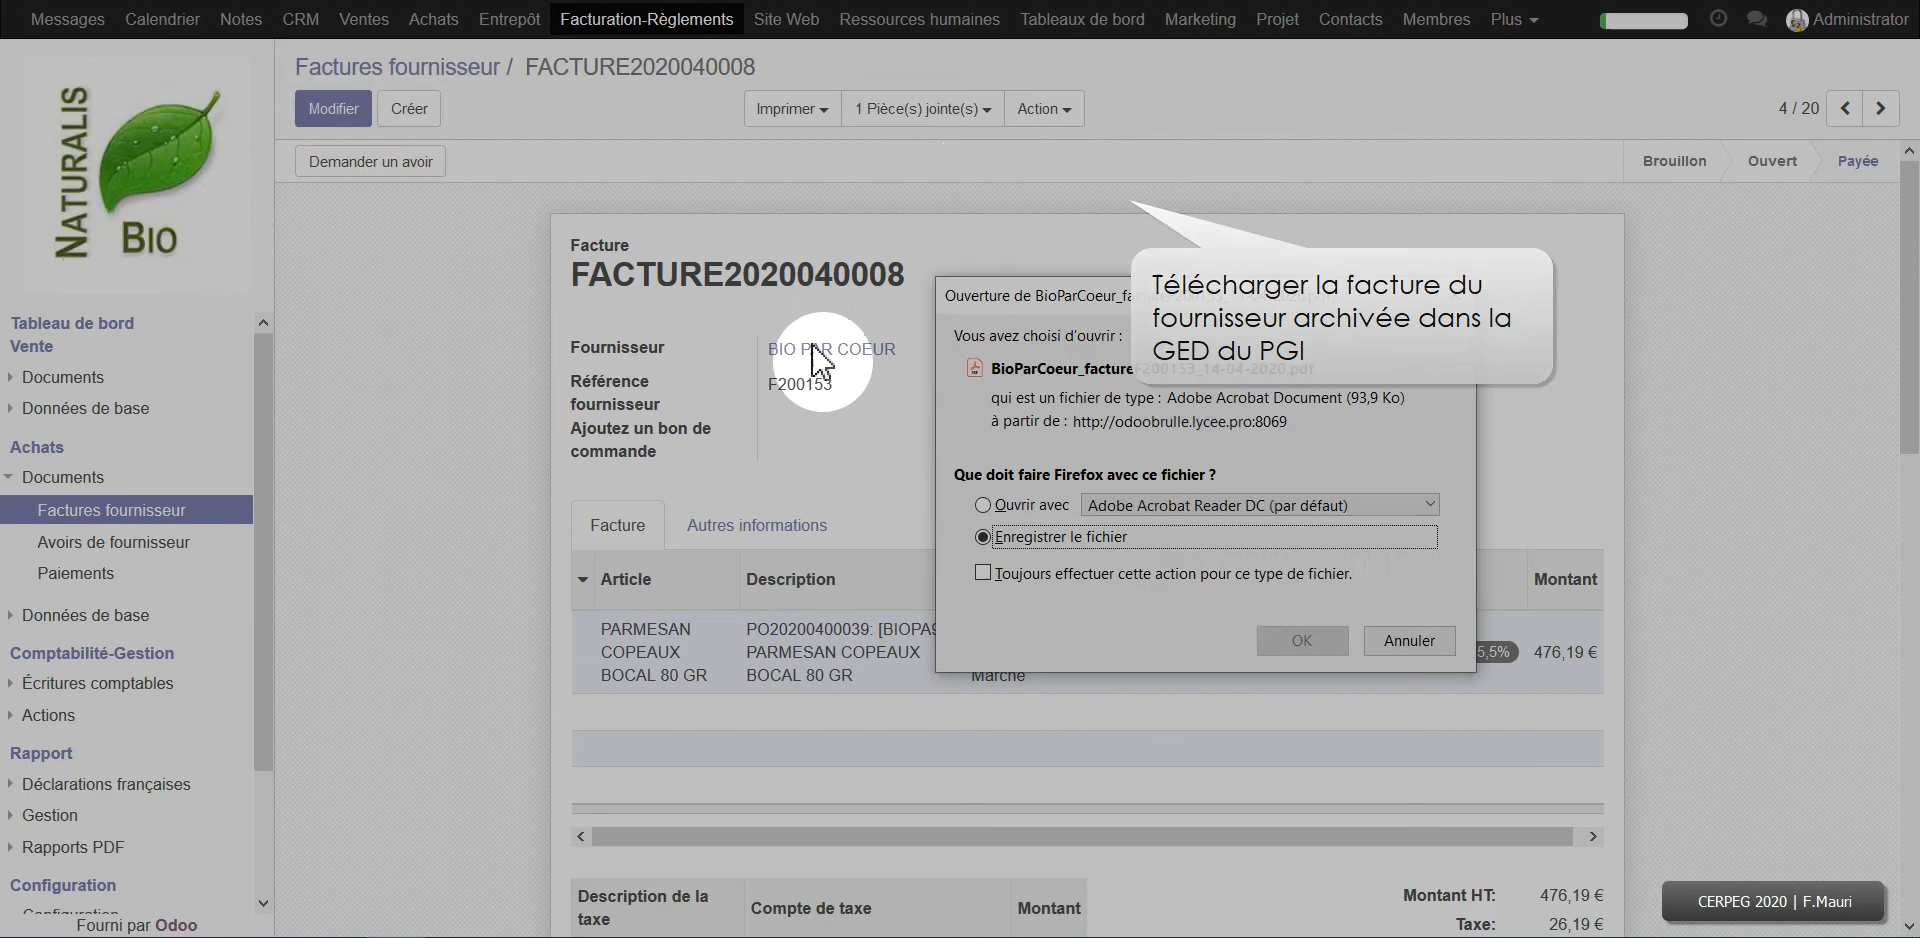 Messages Calendrier Notes CRM Ventes Achats Entrepôt Facturation-Règlements Site Web Ressources humaines Tableaux de bord Marketing Projet Contacts Membres Plus Administrator
NATURALIS
BIO
Factures fournisseur / FACTURE2020040008
Modifier Créer Imprimer 1 Pièce(s) jointe(s) Action 4 / 20
Demander un avoir Brouillon Ouvert Payée
Tableau de bord
Vente
Documents
Données de base
Achats
Documents
Factures fournisseur
Avoirs de fournisseur
Paiements
Données de base
Comptabilité-Gestion
Écritures comptables
Actions
Rapport
Déclarations françaises
Gestion
Rapports PDF
Configuration
Configuration
Fourni par Odoo
Facture
FACTURE2020040008
Fournisseur BIO PAR COEUR
Référence
fournisseur
F200153
Ajoutez un bon de
commande
Facture Autres informations
Article Description Montant
PARMESAN
COPEAUX
BOCAL 80 GR
PO20200400039: [BIOPAS
PARMESAN COPEAUX
BOCAL 80 GR
Marché
5,5% 476,19 €
Description de la
taxe
Compte de taxe Montant
Montant HT: 476,19 €
Taxe: 26,19 €
Télécharger la facture du
fournisseur archivée dans la
GED du PGI
Ouverture de BioParCoeur_facture
Vous avez choisi d'ouvrir :
BioParCoeur_factureF200153_14-04-2020.pdf
qui est un fichier de type : Adobe Acrobat Document (93,9 Ko)
à partir de : http://odoobrulle.lycee.pro:8069
Que doit faire Firefox avec ce fichier ?
Ouvrir avec Adobe Acrobat Reader DC (par défaut)
Enregistrer le fichier
Toujours effectuer cette action pour ce type de fichier.
OK Annuler
CERPEG 2020 | F.Mauri